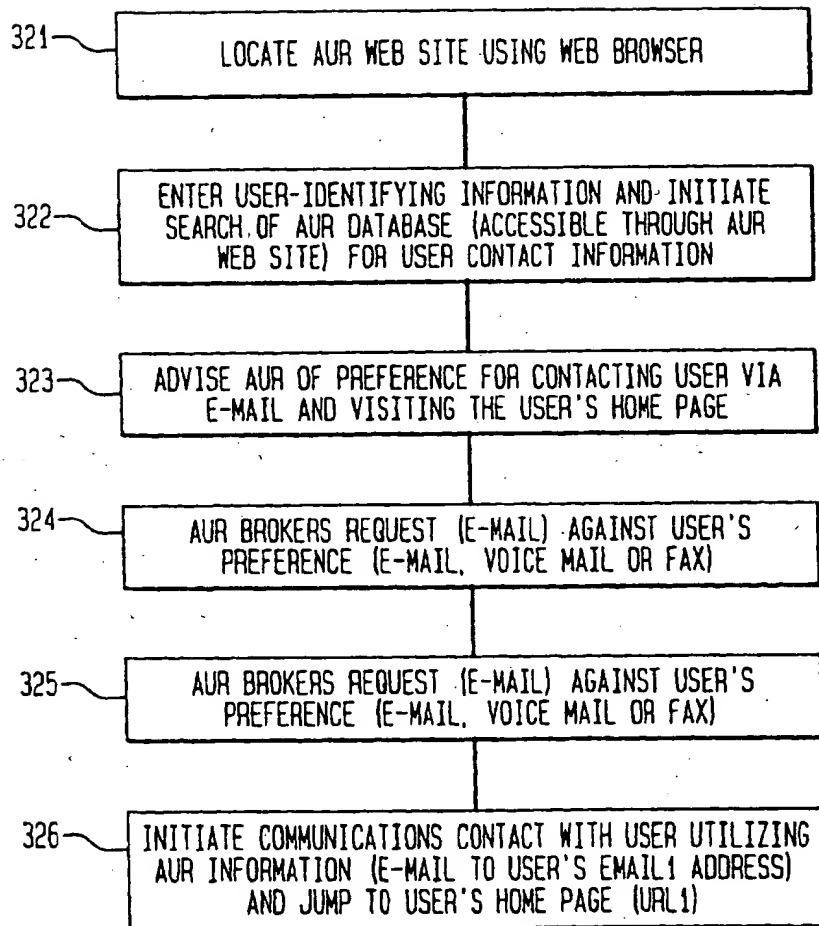 321
LOCATE AUR WEB SITE USING WEB BROWSER
322
ENTER USER-IDENTIFYING INFORMATION AND INITIATE
SEARCH OF AUR DATABASE (ACCESSIBLE THROUGH AUR
WEB SITE) FOR USER CONTACT INFORMATION
323
ADVISE AUR OF PREFERENCE FOR CONTACTING USER VIA
E-MAIL AND VISITING THE USER'S HOME PAGE
324
AUR BROKERS REQUEST (E-MAIL) AGAINST USER'S
PREFERENCE (E-MAIL, VOICE MAIL OR FAX)
325
AUR BROKERS REQUEST (E-MAIL) AGAINST USER'S
PREFERENCE (E-MAIL, VOICE MAIL OR FAX)
326
INITIATE COMMUNICATIONS CONTACT WITH USER UTILIZING
AUR INFORMATION (E-MAIL TO USER'S EMAIL1 ADDRESS)
AND JUMP TO USER'S HOME PAGE (URL1)